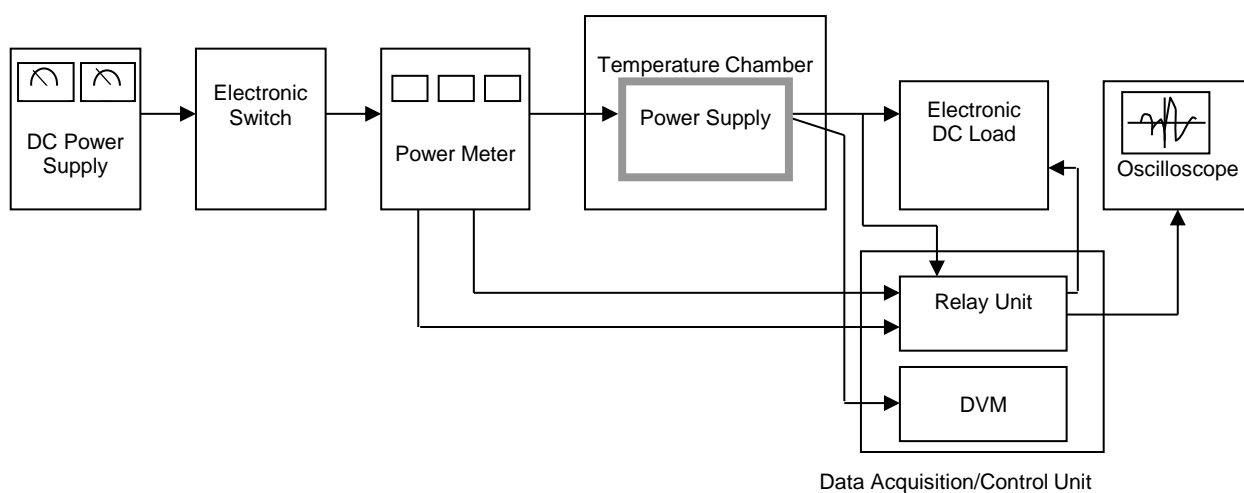 DC Power
Supply
Electronic
Switch
Power Meter
Temperature Chamber
Power Supply
Electronic
DC Load
Oscilloscope
Relay Unit
DVM
Data Acquisition/Control Unit